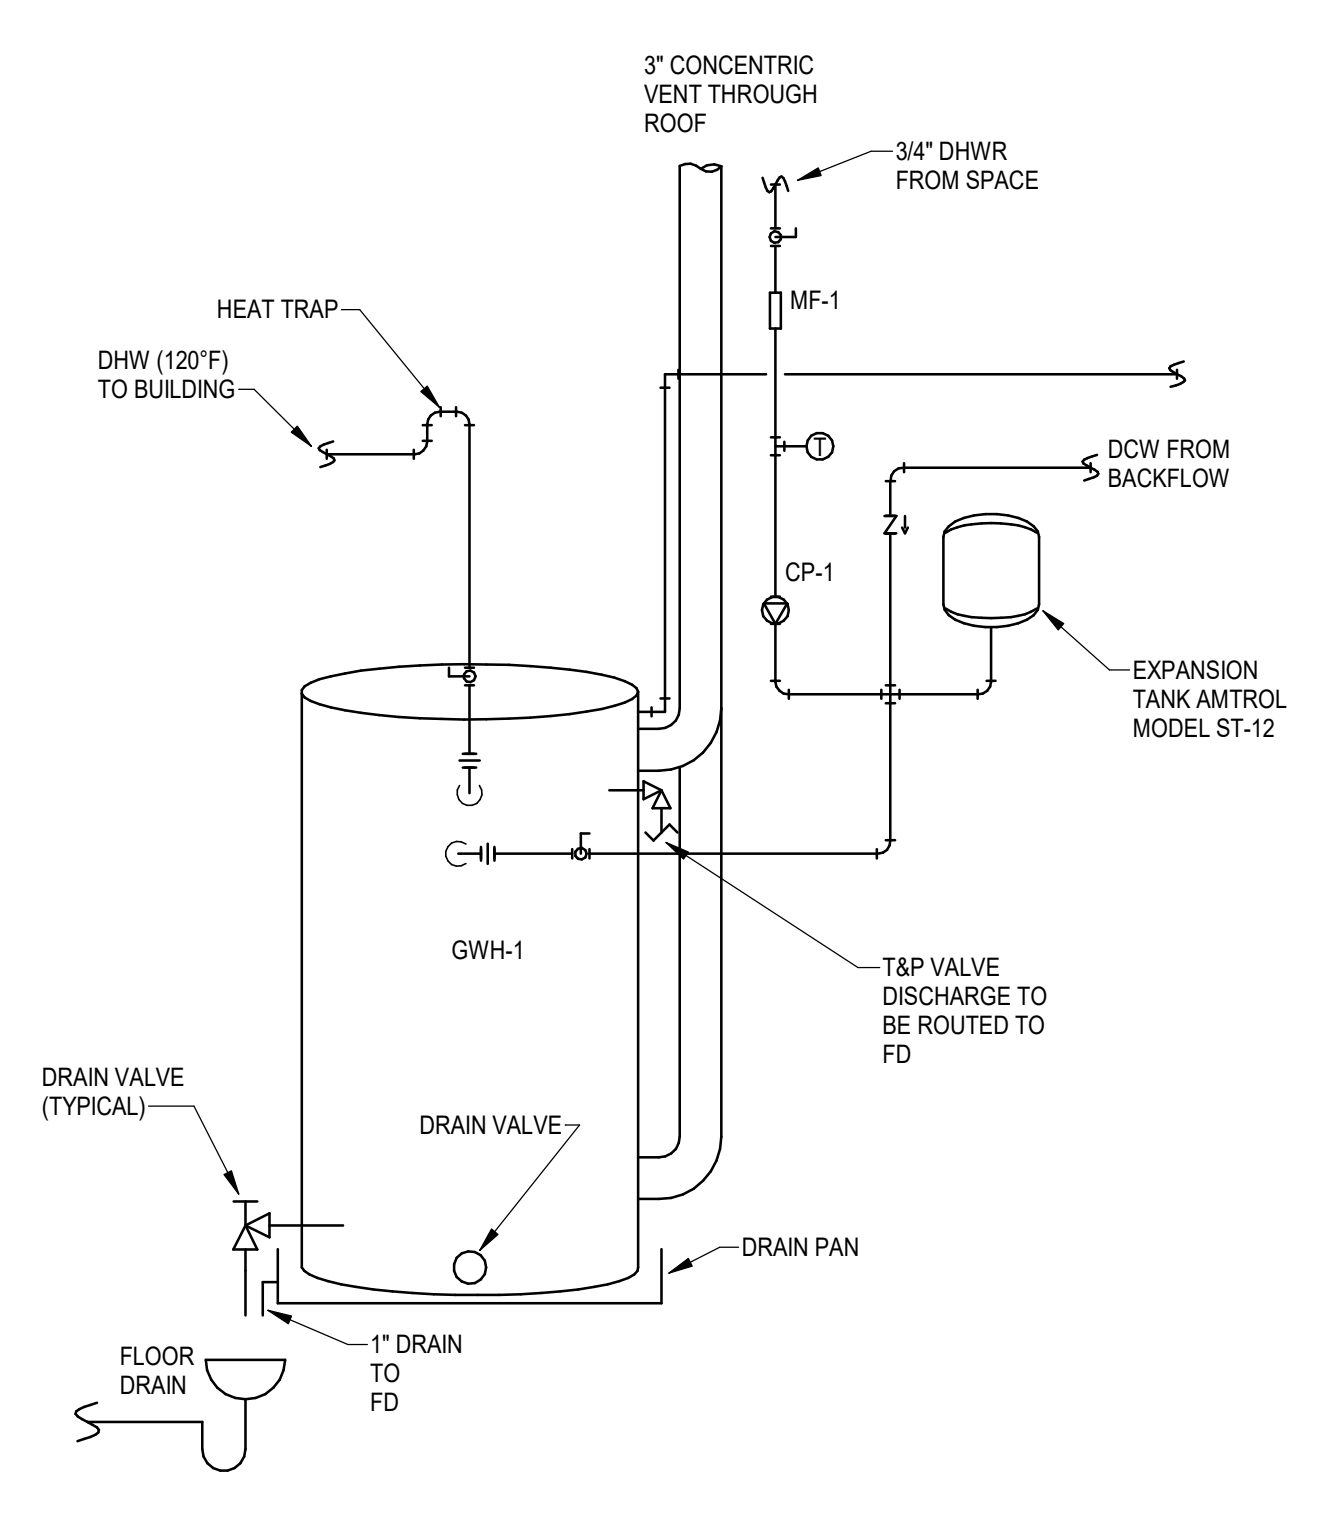 3" CONCENTRIC
VENT THROUGH
ROOF
3/4" DHWR
FROM SPACE
MF-1
HEAT TRAP
DHW (120°F)
TO BUILDING
T
DCW FROM
BACKFLOW
CP-1
EXPANSION
TANK AMTROL
MODEL ST-12
GWH-1
T&P VALVE
DISCHARGE TO
BE ROUTED TO
FD
DRAIN VALVE
(TYPICAL)
DRAIN VALVE
DRAIN PAN
1" DRAIN
TO
FD
FLOOR
DRAIN